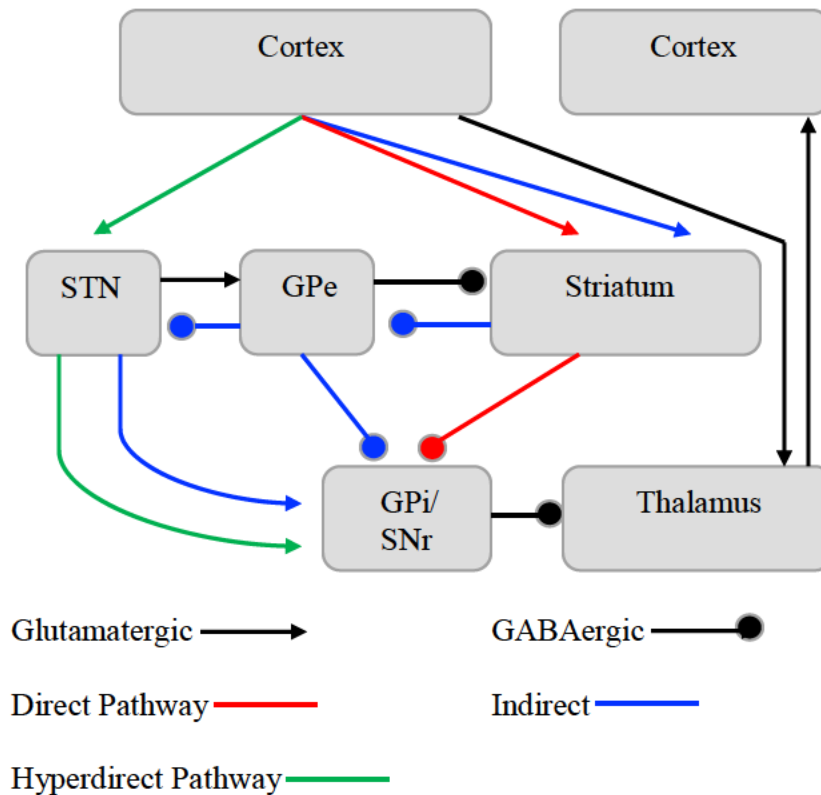 Cortex
Cortex
STN
GPe
Striatum
GPi/
SNr
Thalamus
Glutamatergic
GABAergic
Direct Pathway
Indirect
Hyperdirect Pathway